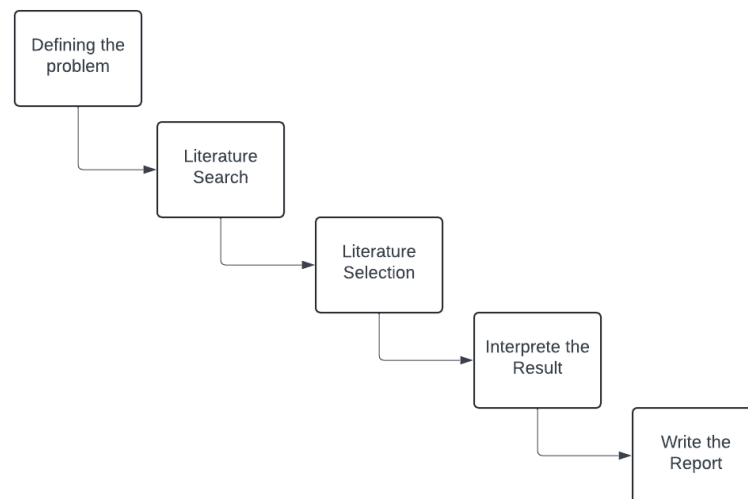 Defining the
problem
Literature
Search
Literature
Selection
Interprete the
Result
Write the
Report